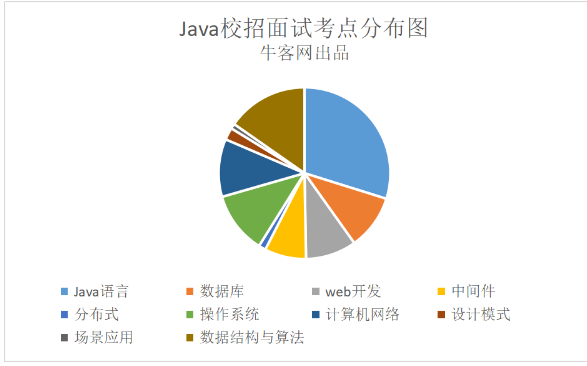 Java校招面试考点分布图
牛客网出品
Java语言 数据库 web开发 中间件
分布式 操作系统 计算机网络 设计模式
场景应用 数据结构与算法